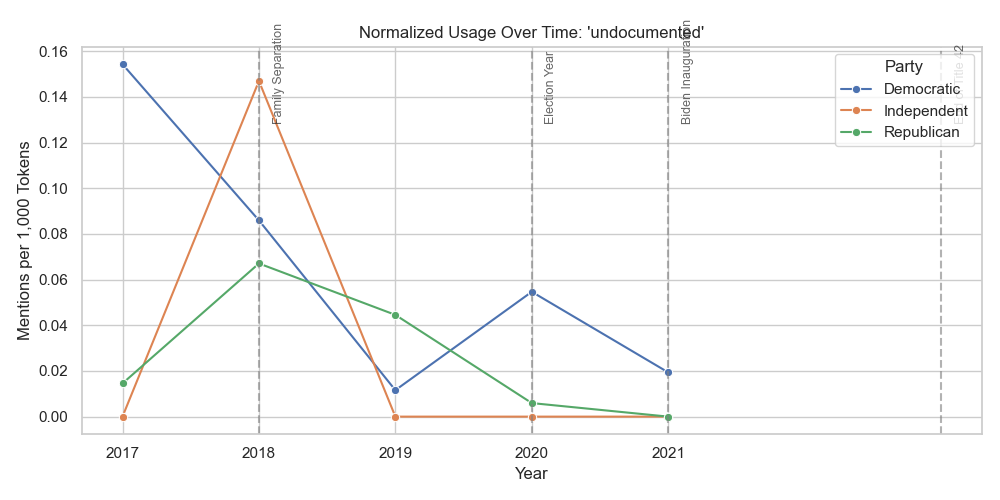 Normalized Usage Over Time: 'undocumented'
Mentions per 1,000 Tokens
0.16
0.14
0.12
0.10
0.08
0.06
0.04
0.02
0.00
Family Separation
Election Year
Biden Inauguration
Title 42
Party
Democratic
Independent
Republican
2017
2018
2019
2020
2021
Year